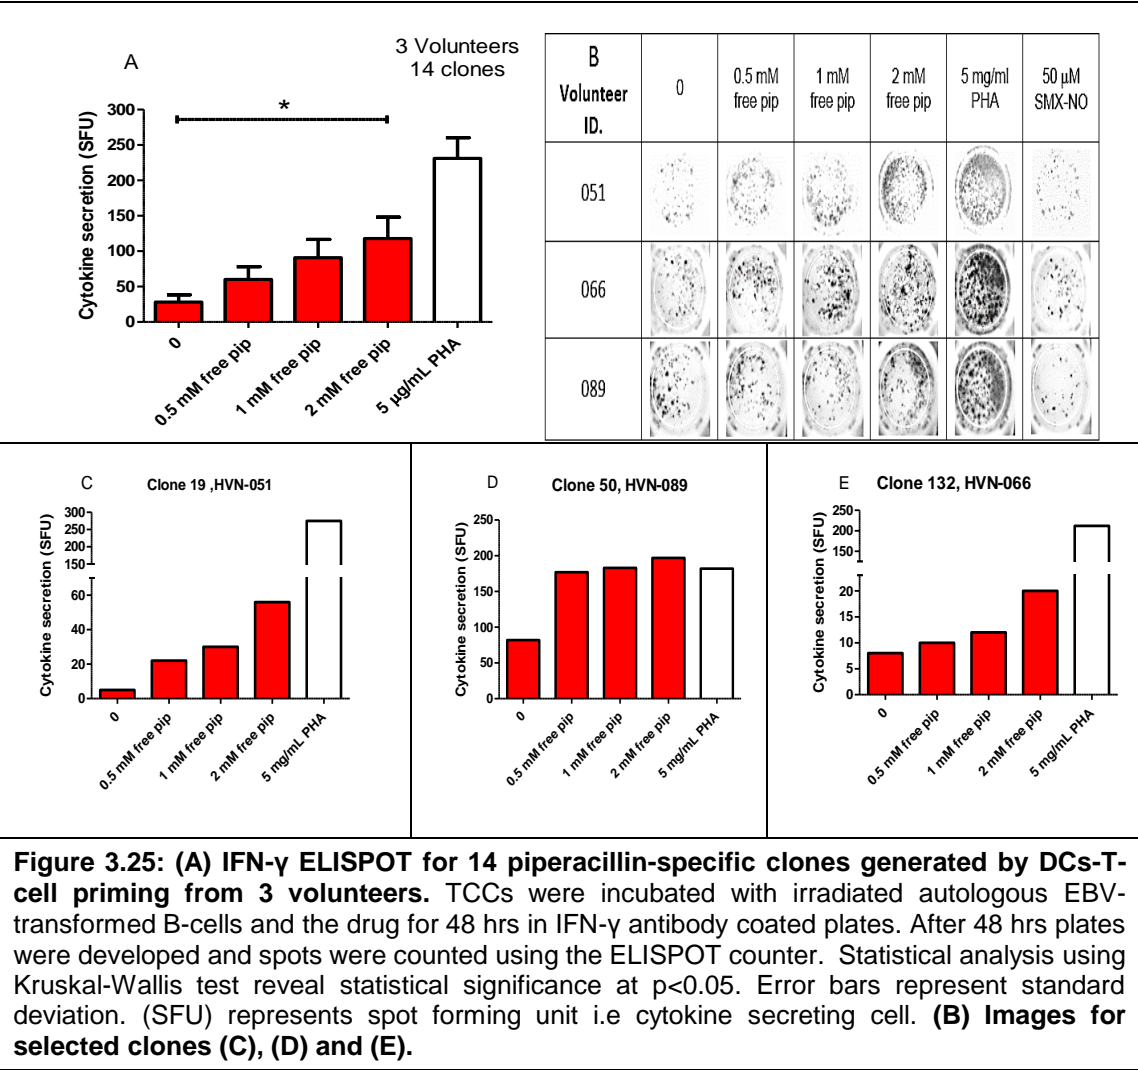 A
3 Volunteers
14 clones
Cytokine secretion (SFU)
300
250
200
150
100
50
0
*
0
0.5 mM free pip
1 mM free pip
2 mM free pip
5 µg/mL PHA
B
Volunteer
ID.
0
0.5 mM
free pip
1 mM
free pip
2 mM
free pip
5 mg/ml
PHA
50 µM
SMX-NO
051
066
089
C
Clone 19 ,HVN-051
Cytokine secretion (SFU)
300
250
200
150
60
40
20
0
0
0.5 mM free pip
1 mM free pip
2 mM free pip
5 mg/mL PHA
D
Clone 50, HVN-089
Cytokine secretion (SFU)
250
200
150
100
50
0
0
0.5 mM free pip
1 mM free pip
2 mM free pip
5 mg/mL PHA
E
Clone 132, HVN-066
Cytokine secretion (SFU)
250
200
150
20
15
10
5
0
0
0.5 mM free pip
1 mM free pip
2 mM free pip
5 mg/mL PHA
Figure 3.25: (A) IFN-γ ELISPOT for 14 piperacillin-specific clones generated by DCs-T-
cell priming from 3 volunteers. TCCs were incubated with irradiated autologous EBV-
transformed B-cells and the drug for 48 hrs in IFN-γ antibody coated plates. After 48 hrs plates
were developed and spots were counted using the ELISPOT counter. Statistical analysis using
Kruskal-Wallis test reveal statistical significance at p<0.05. Error bars represent standard
deviation. (SFU) represents spot forming unit i.e cytokine secreting cell. (B) Images for
selected clones (C), (D) and (E).